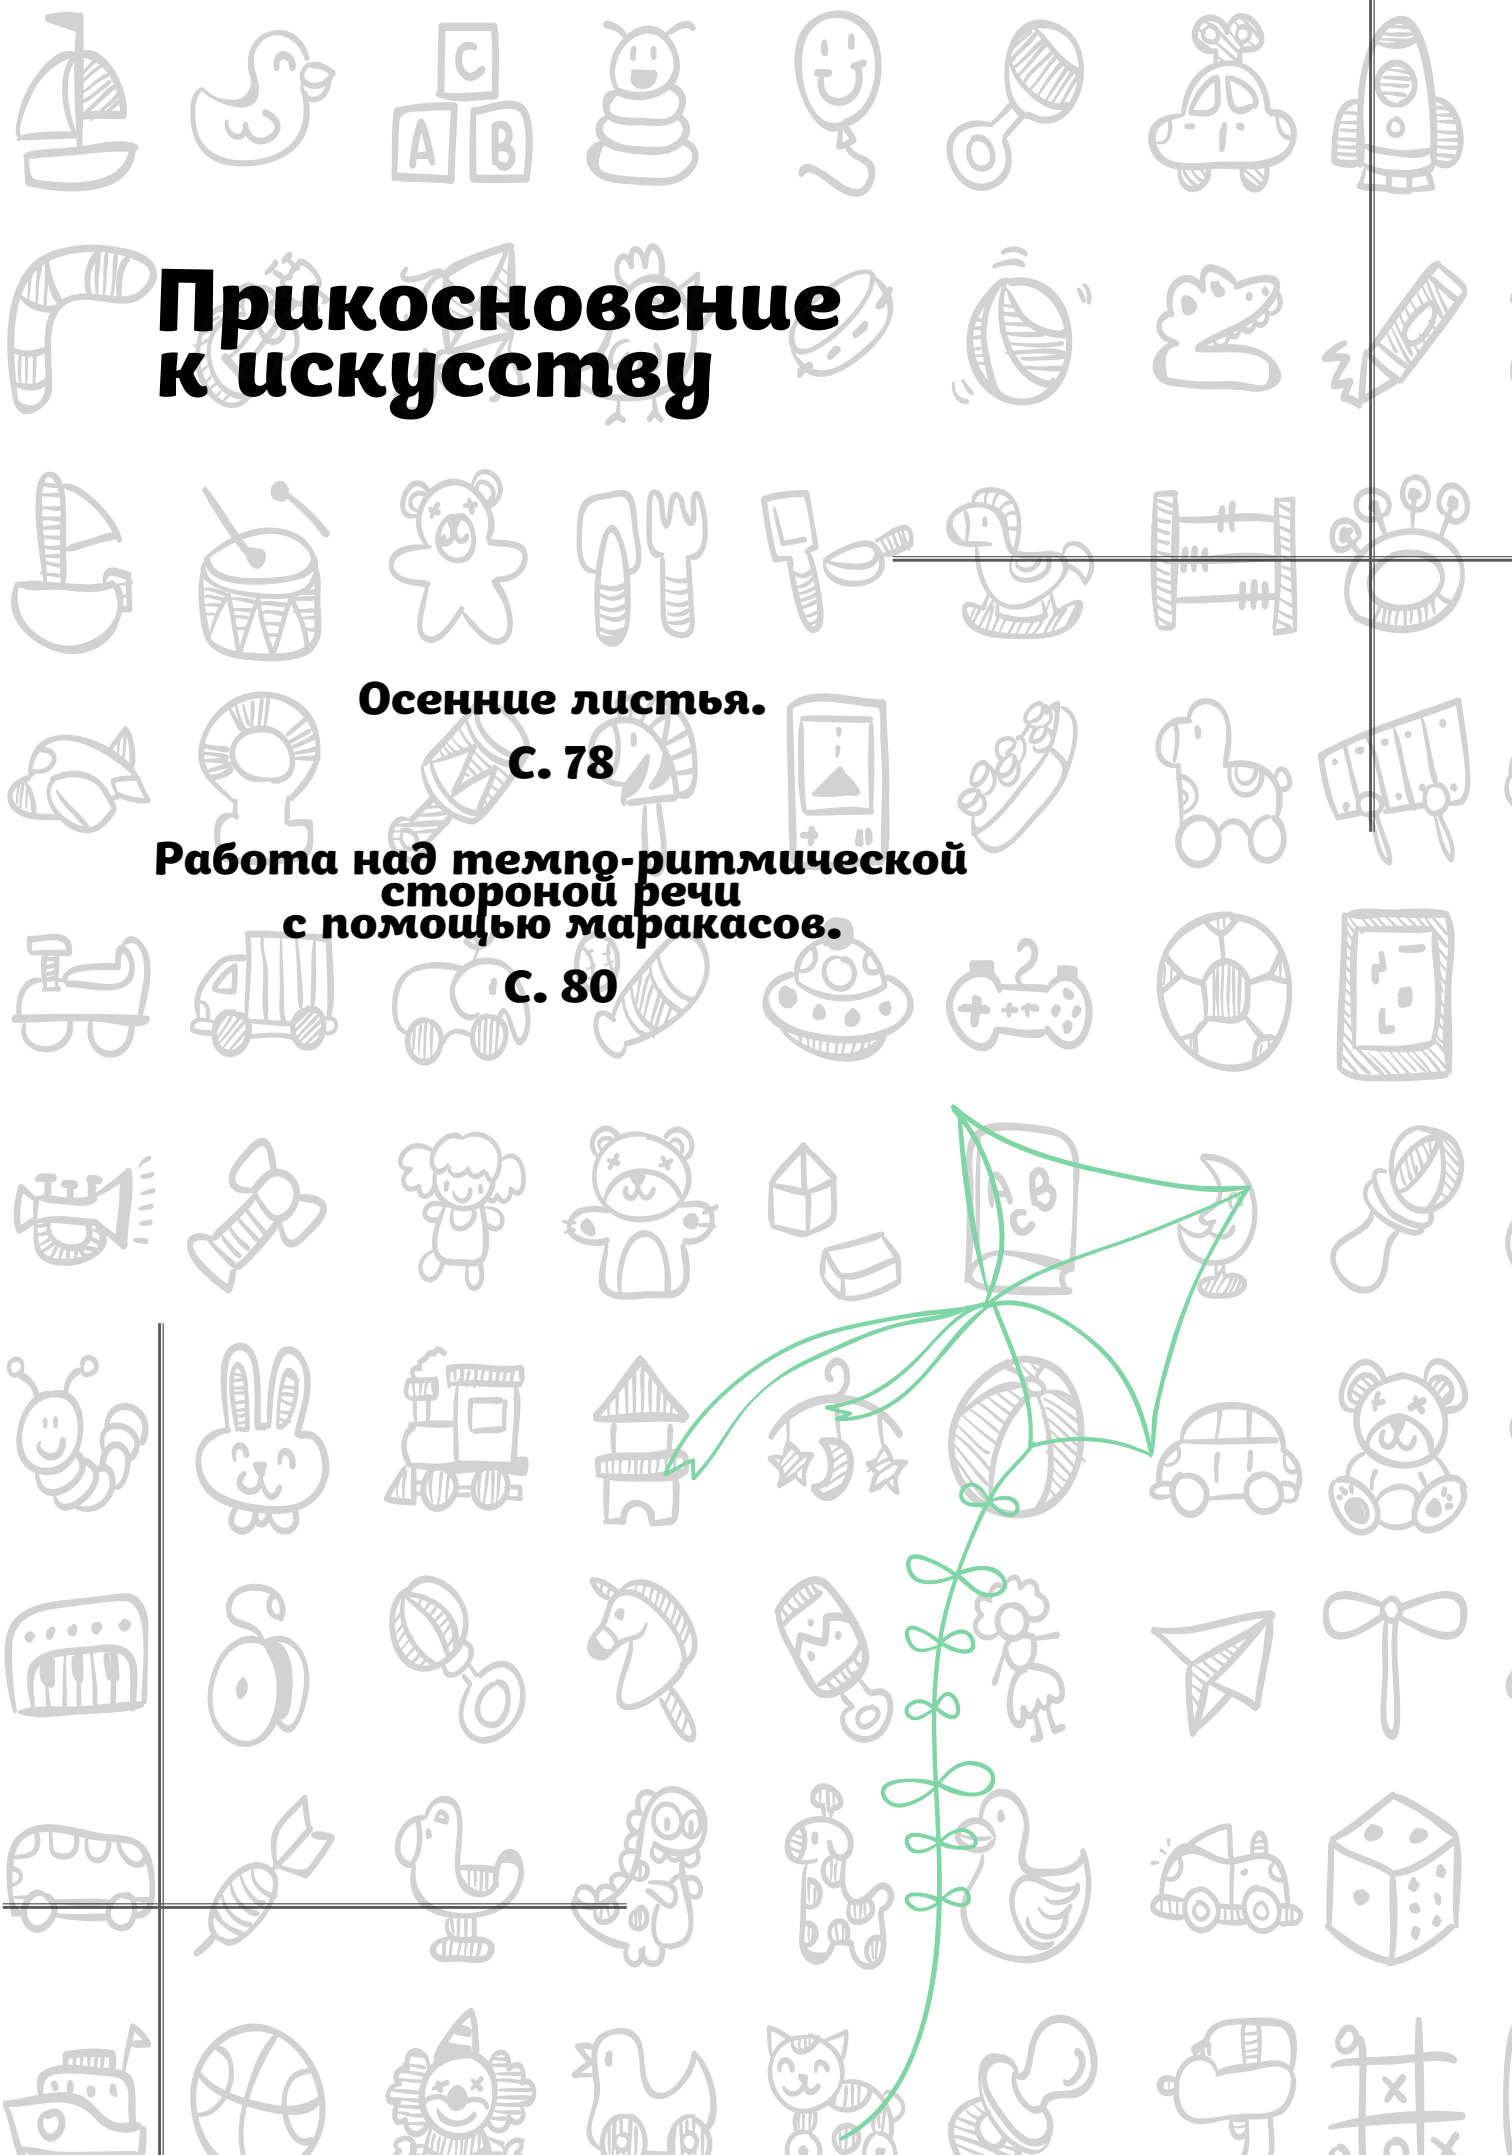 Прикосновение
к искусству
Осенние листья.
С. 78
Работа над темпо-ритмической
стороной речи
с помощью маракасов.
С. 80
C
A B
A B
C